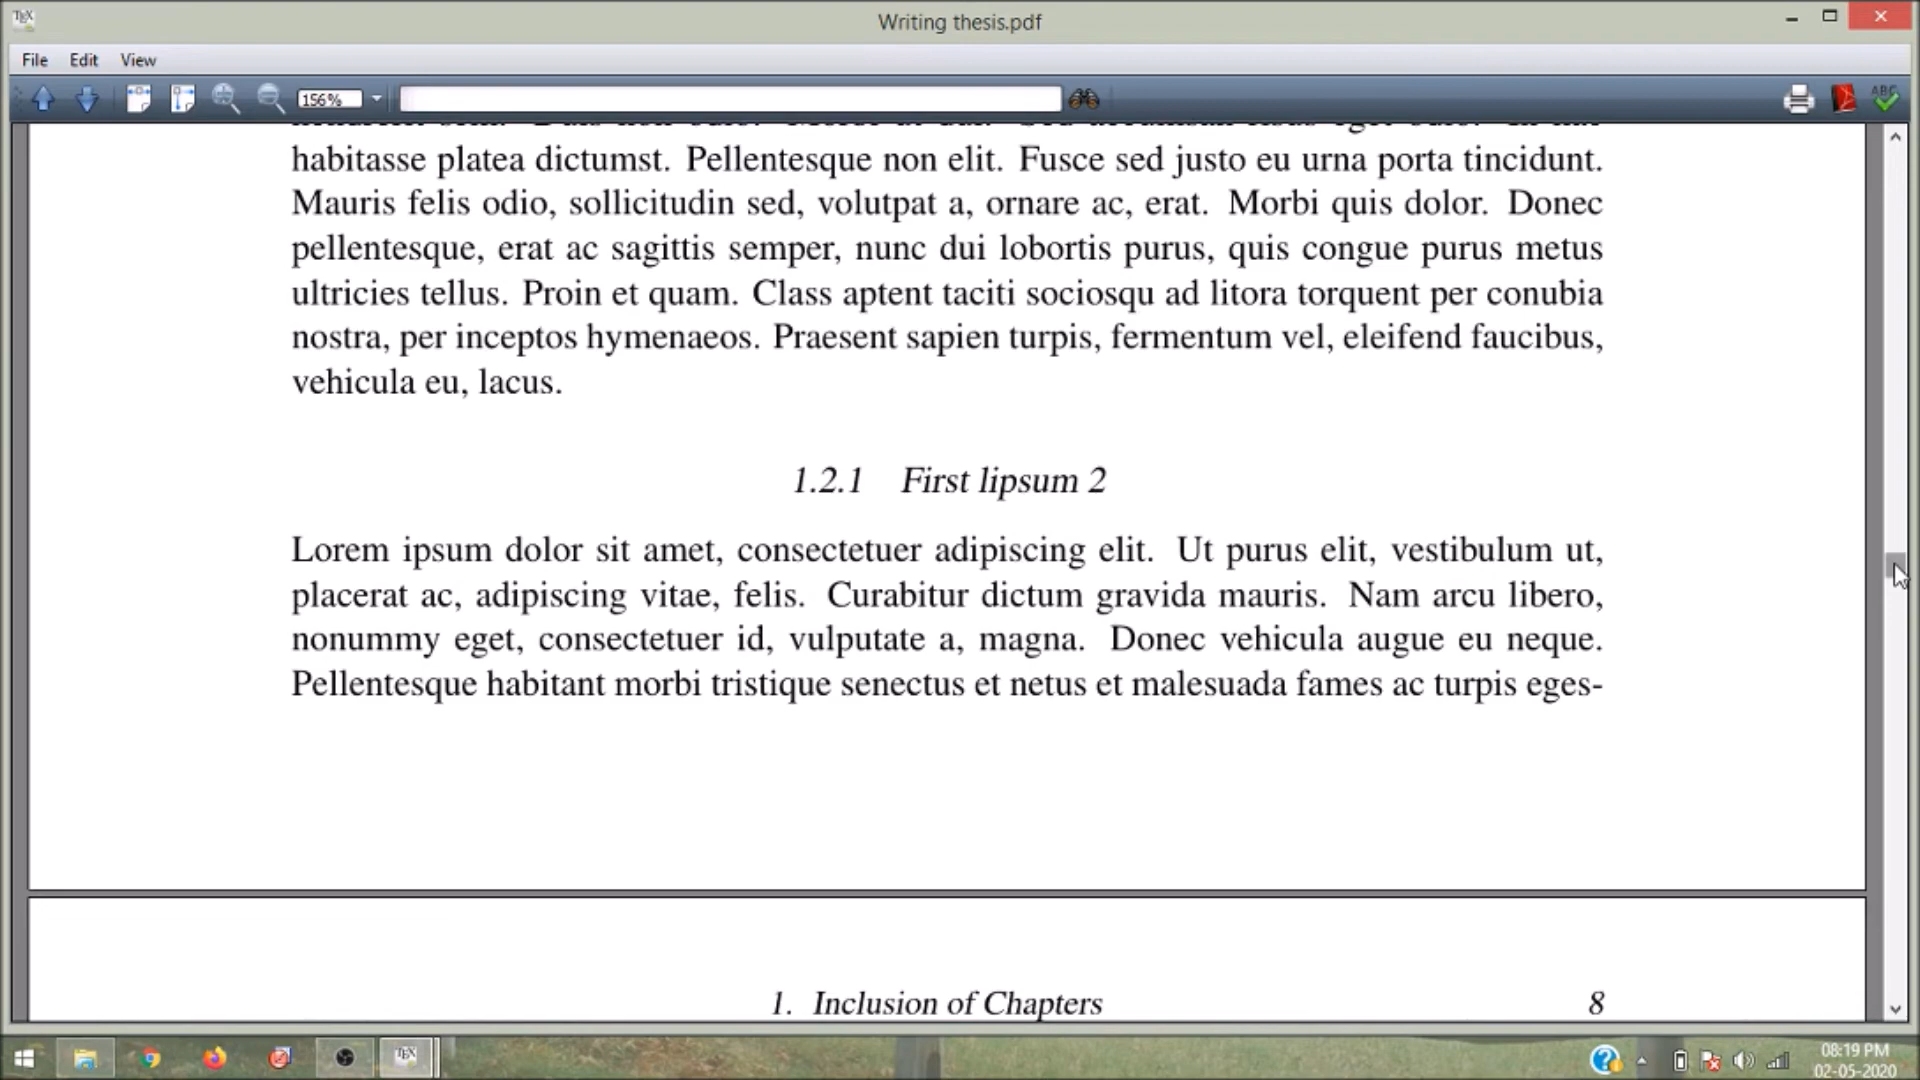 TEX
Writing thesis.pdf
File Edit View
156%
ABC
habitasse platea dictumst. Pellentesque non elit. Fusce sed justo eu urna porta tincidunt.
Mauris felis odio, sollicitudin sed, volutpat a, ornare ac, erat. Morbi quis dolor. Donec
pellentesque, erat ac sagittis semper, nunc dui lobortis purus, quis congue purus metus
ultricies tellus. Proin et quam. Class aptent taciti sociosqu ad litora torquent per conubia
nostra, per inceptos hymenaeos. Praesent sapien turpis, fermentum vel, eleifend faucibus,
vehicula eu, lacus.
1.2.1 First lipsum 2
Lorem ipsum dolor sit amet, consectetuer adipiscing elit. Ut purus elit, vestibulum ut,
placerat ac, adipiscing vitae, felis. Curabitur dictum gravida mauris. Nam arcu libero,
nonummy eget, consectetuer id, vulputate a, magna. Donec vehicula augue eu neque.
Pellentesque habitant morbi tristique senectus et netus et malesuada fames ac turpis eges-
1. Inclusion of Chapters 8
TEX
08:19 PM
02-05-2020